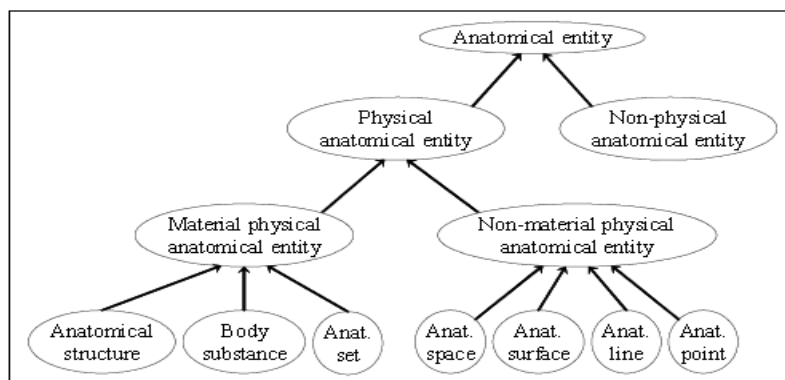 Anatomical entity
Physical
anatomical entity
Non-physical
anatomical entity
Material physical
anatomical entity
Non-material physical
anatomical entity
Anatomical
structure
Body
substance
Anat.
set
Anat.
space
Anat.
surface
Anat.
line
Anat.
point